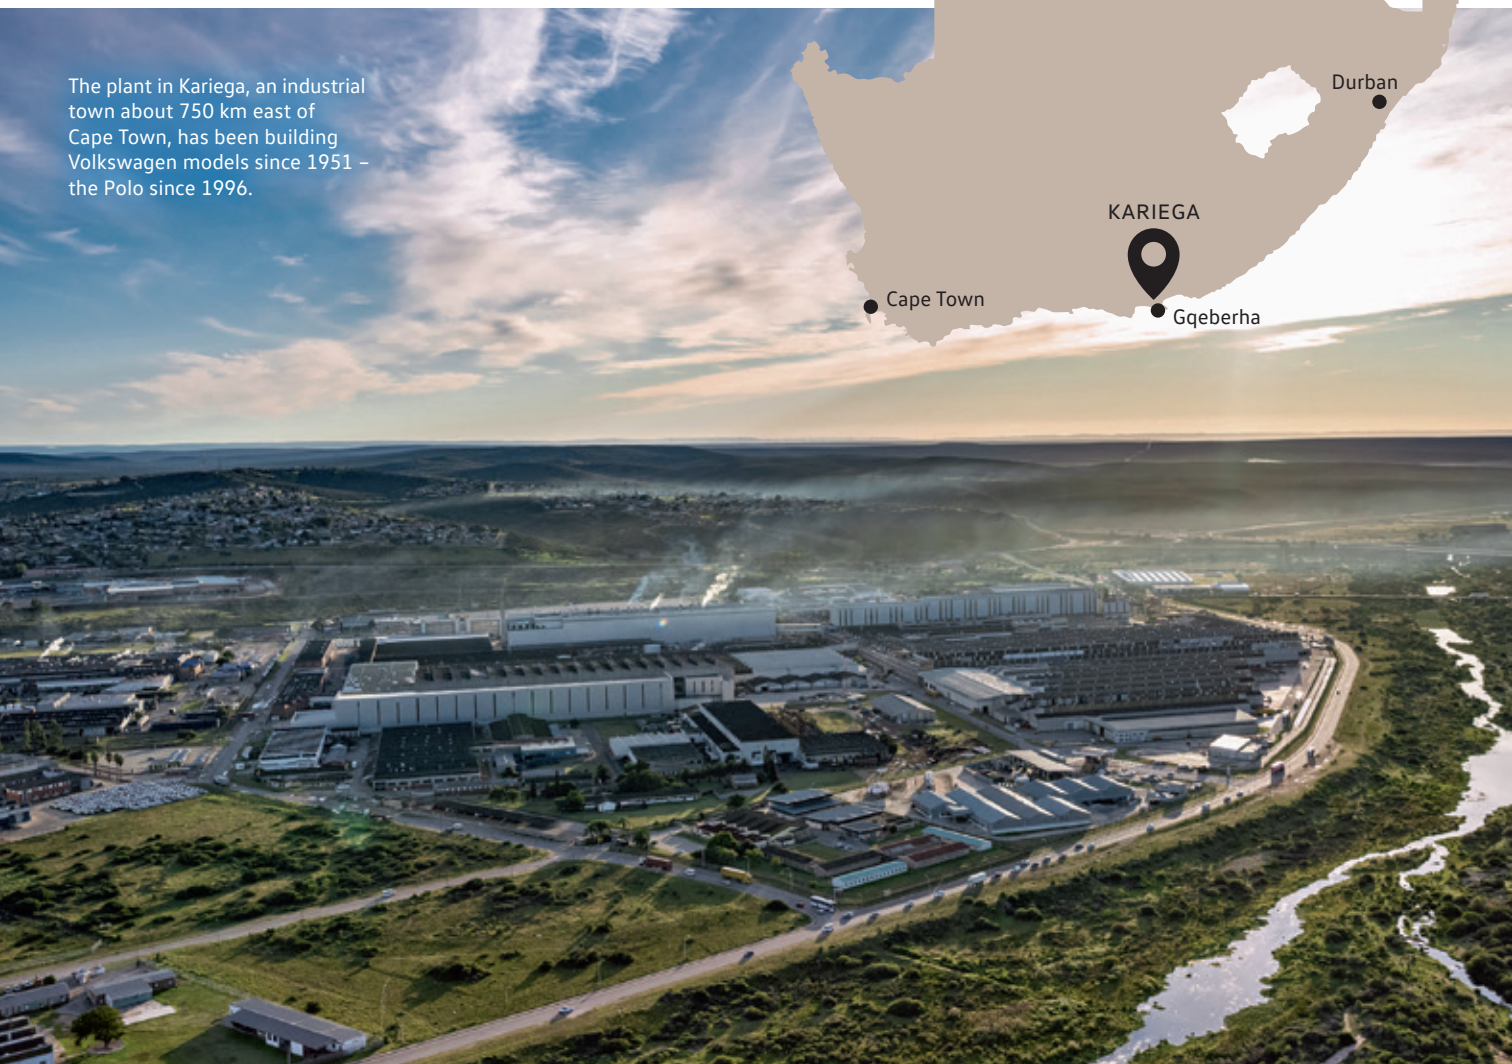 The plant in Kariega, an industrial
town about 750 km east of
Cape Town, has been building
Volkswagen models since 1951 –
the Polo since 1996.
Durban
KARIEGA
Cape Town
Gqeberha